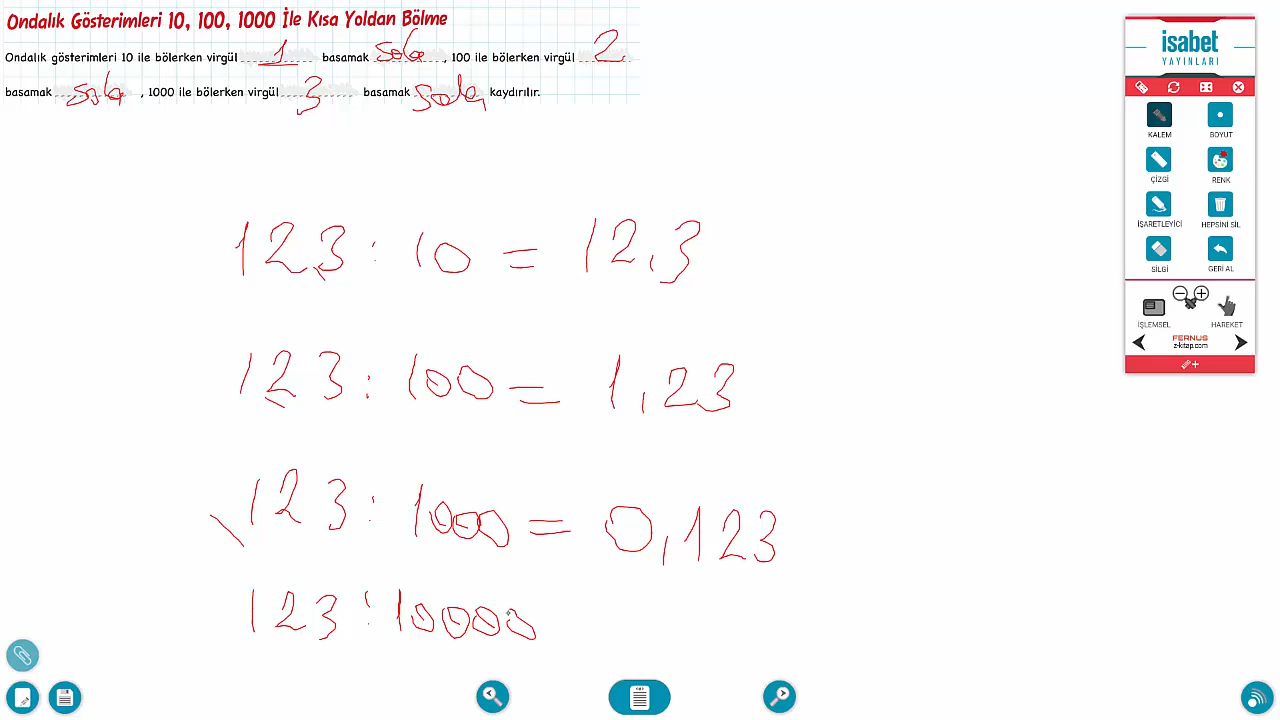 Ondalık Gösterimleri 10, 100, 1000 İle Kısa Yoldan Bölme
Ondalık gösterimleri 10 ile bölerken virgül 1 basamak sola, 100 ile bölerken virgül 2
basamak sola, 1000 ile bölerken virgül 3 basamak sola kaydırılır.
123 : 10 = 12,3
123 : 100 = 1,23
123 : 1000 = 0,123
123 : 10000
isabet
YAYINLARI
KALEM
BOYUT
ÇİZGİ
RENK
İŞARETLEYİCİ
HEPSİNİ SİL
SİLGİ
GERİ AL
İŞLEMSEL
HAREKET
FERNUS
z-kitap.com